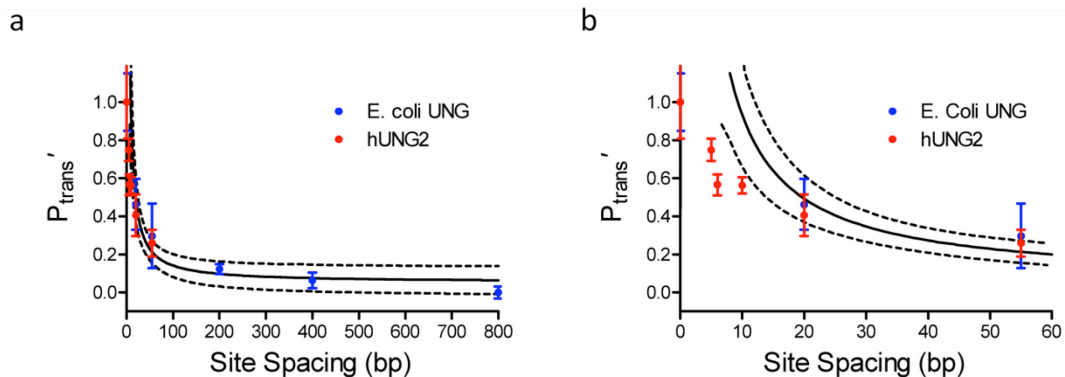 a
b
P trans ′
1.0
0.8
0.6
0.4
0.2
0.0
E. coli UNG
hUNG2
0 100 200 300 400 500 600 700 800
Site Spacing (bp)
P trans ′
1.0
0.8
0.6
0.4
0.2
0.0
E. Coli UNG
hUNG2
0 10 20 30 40 50 60
Site Spacing (bp)